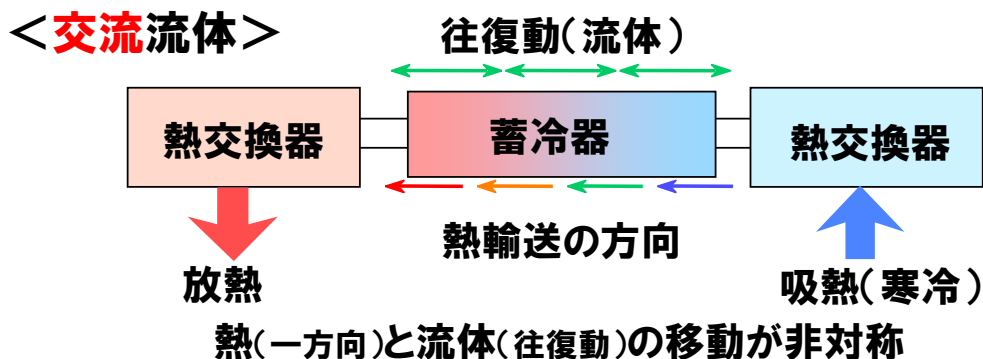 ＜交流流体＞
往復動（流体）
熱交換器
蓄冷器
熱交換器
熱輸送の方向
放熱
吸熱（寒冷）
熱（一方向）と流体（往復動）の移動が非対称